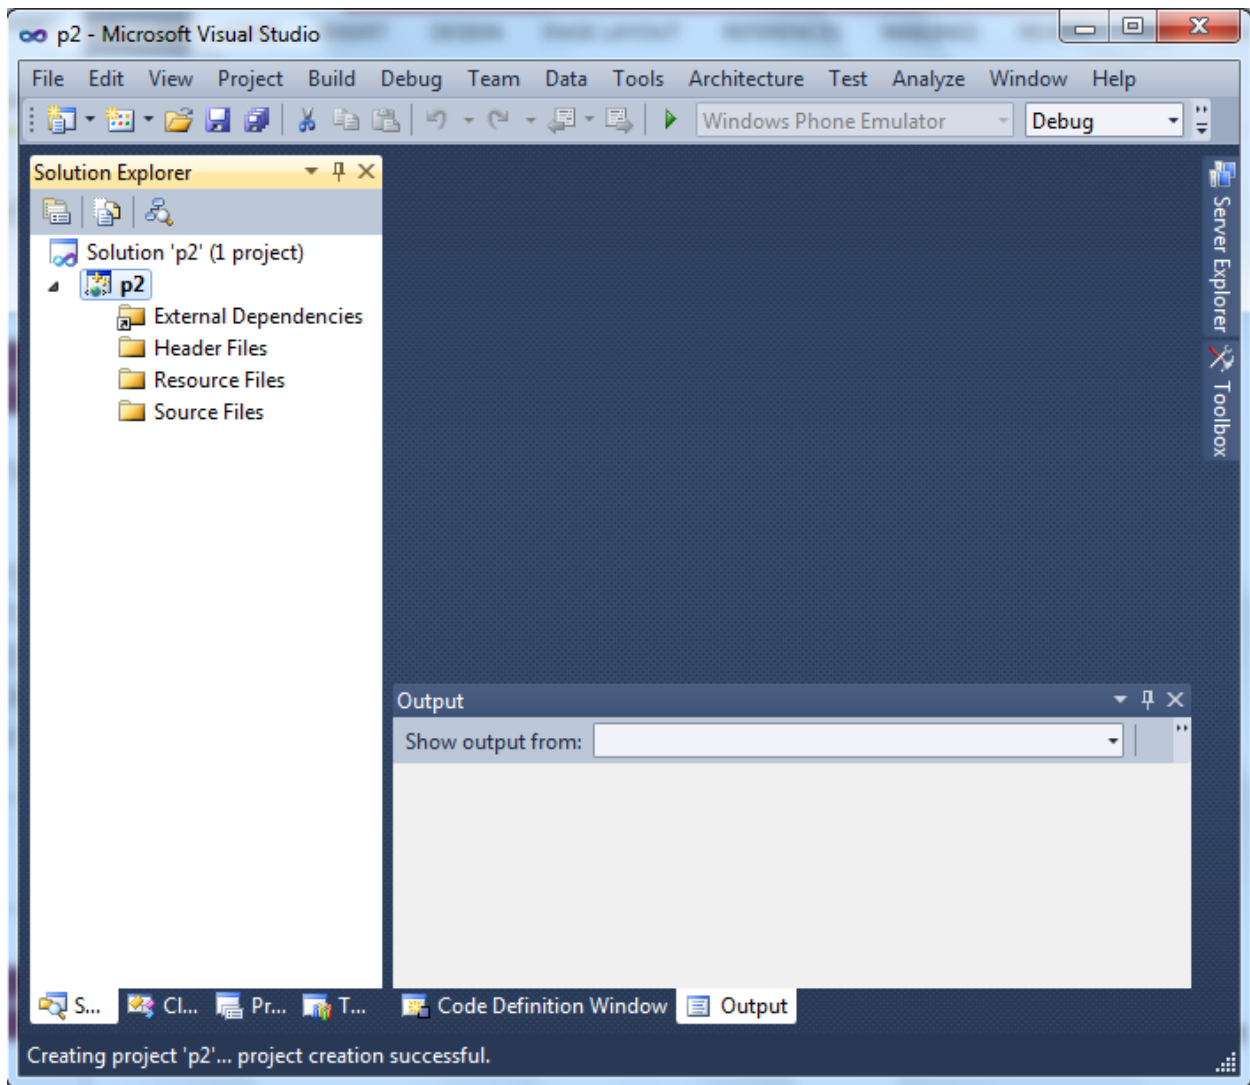 p2 - Microsoft Visual Studio
File Edit View Project Build Debug Team Data Tools Architecture Test Analyze Window Help
Windows Phone Emulator Debug
Solution Explorer
Solution 'p2' (1 project)
p2
External Dependencies
Header Files
Resource Files
Source Files
Server Explorer
Toolbox
Output
Show output from:
S... Cl... Pr... T... Code Definition Window Output
Creating project 'p2'... project creation successful.